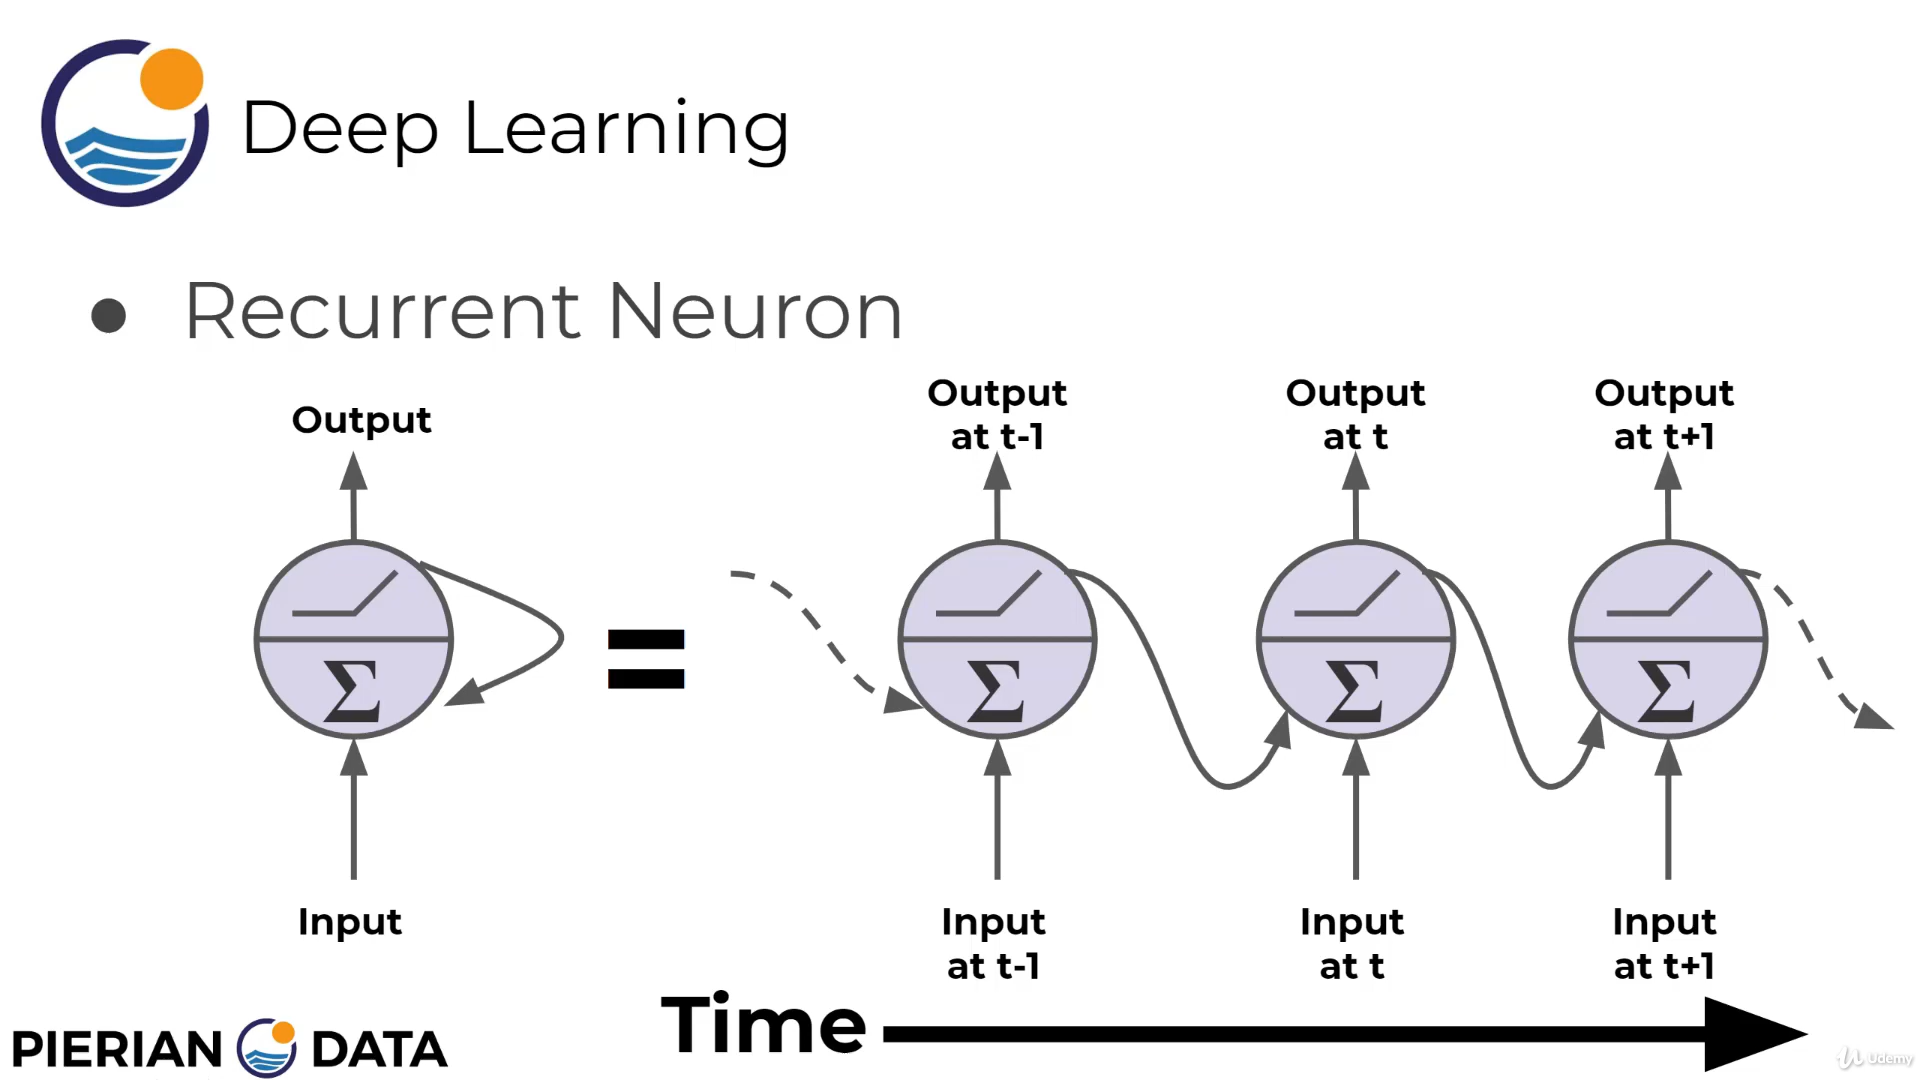 Deep Learning
● Recurrent Neuron
Output
Output
at t-1
Output
at t
Output
at t+1
=
Σ
Σ
Σ
Σ
Input
Input
at t-1
Input
at t
Input
at t+1
Time
PIERIAN DATA
Udemy